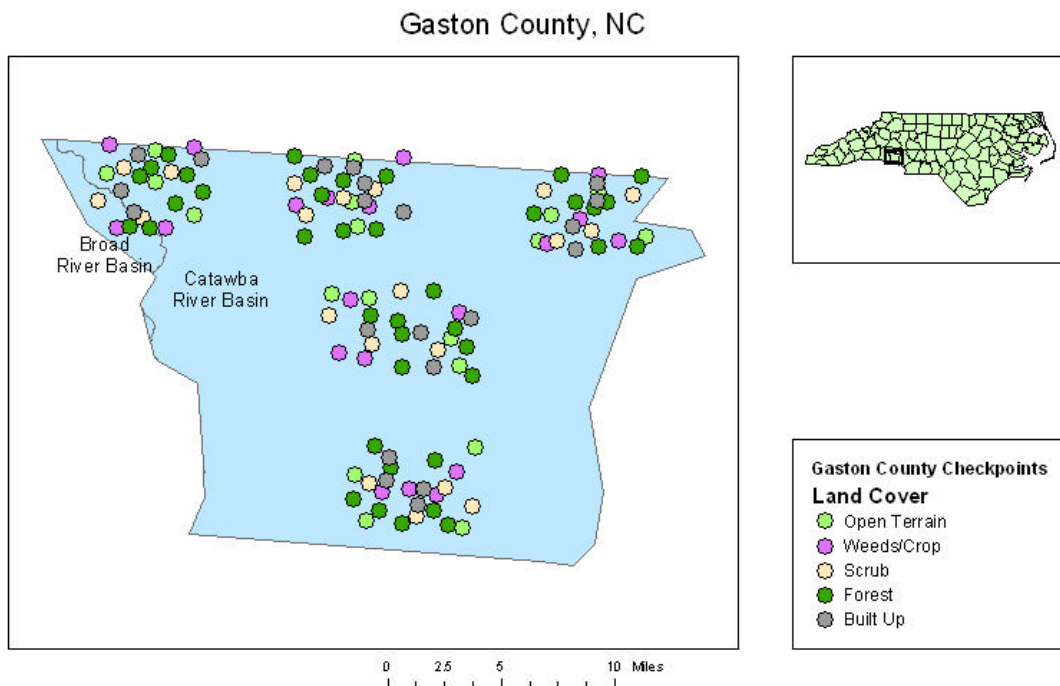 Gaston County, NC
Broad
River Basin
Catawba
River Basin
Gaston County Checkpoints
Land Cover
Open Terrain
Weeds/Crop
Scrub
Forest
Built Up
0 2.5 5 10 Miles